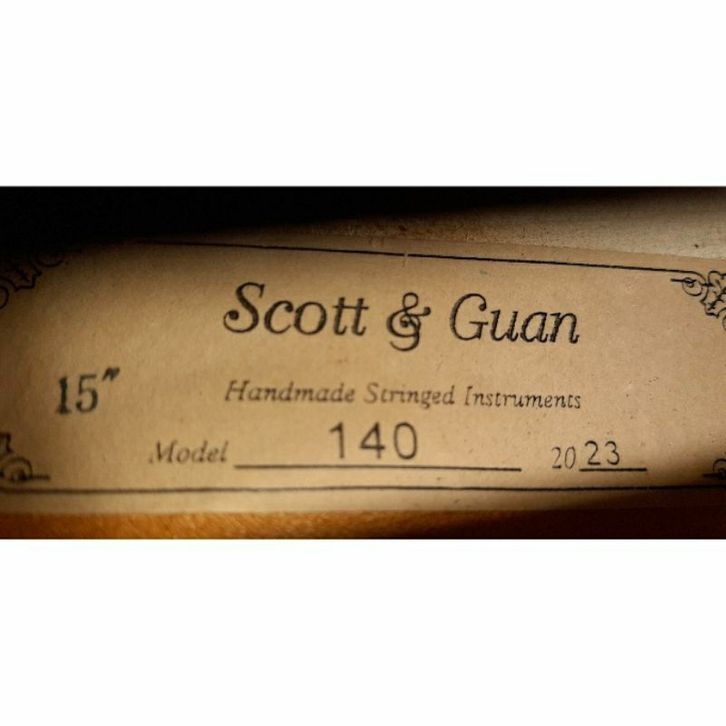 Scott & Guan
15"
Handmade Stringed Instruments
Model 140 2023